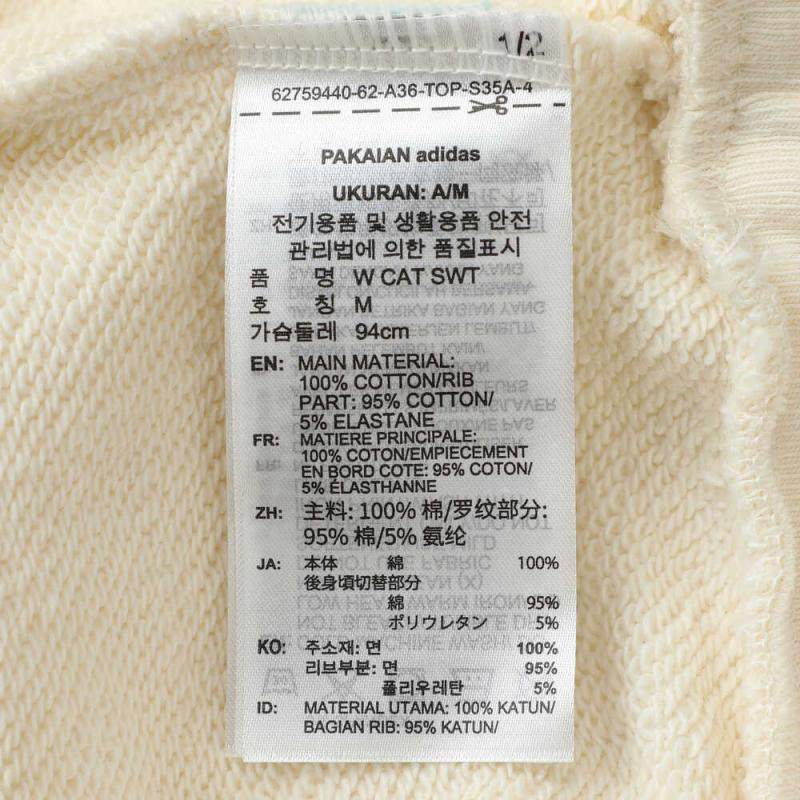 1/2
62759440-62-A36-TOP-S35A-4
PAKAIAN adidas
UKURAN: A/M
전기용품 및 생활용품 안전
관리법에 의한 품질표시
품 명 W CAT SWT
호 칭 M
가슴둘레 94cm
EN: MAIN MATERIAL:
100% COTTON/RIB
PART: 95% COTTON/
5% ELASTANE
FR: MATIERE PRINCIPALE:
100% COTON/EMPIECEMENT
EN BORD COTE: 95% COTON/
5% ÉLASTHANNE
ZH: 主料: 100% 棉/罗纹部分:
95% 棉/5% 氨纶
JA: 本体 綿 100%
後身頃切替部分
綿 95%
ポリウレタン 5%
KO: 주소재: 면 100%
리브부분: 면 95%
폴리우레탄 5%
ID: MATERIAL UTAMA: 100% KATUN/
BAGIAN RIB: 95% KATUN/